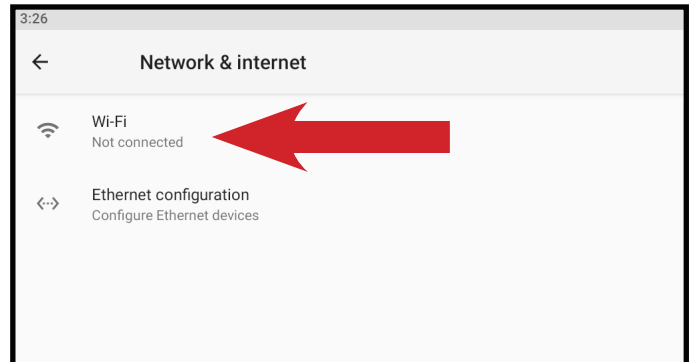 3:26
Network & internet
Wi-Fi
Not connected
Ethernet configuration
Configure Ethernet devices